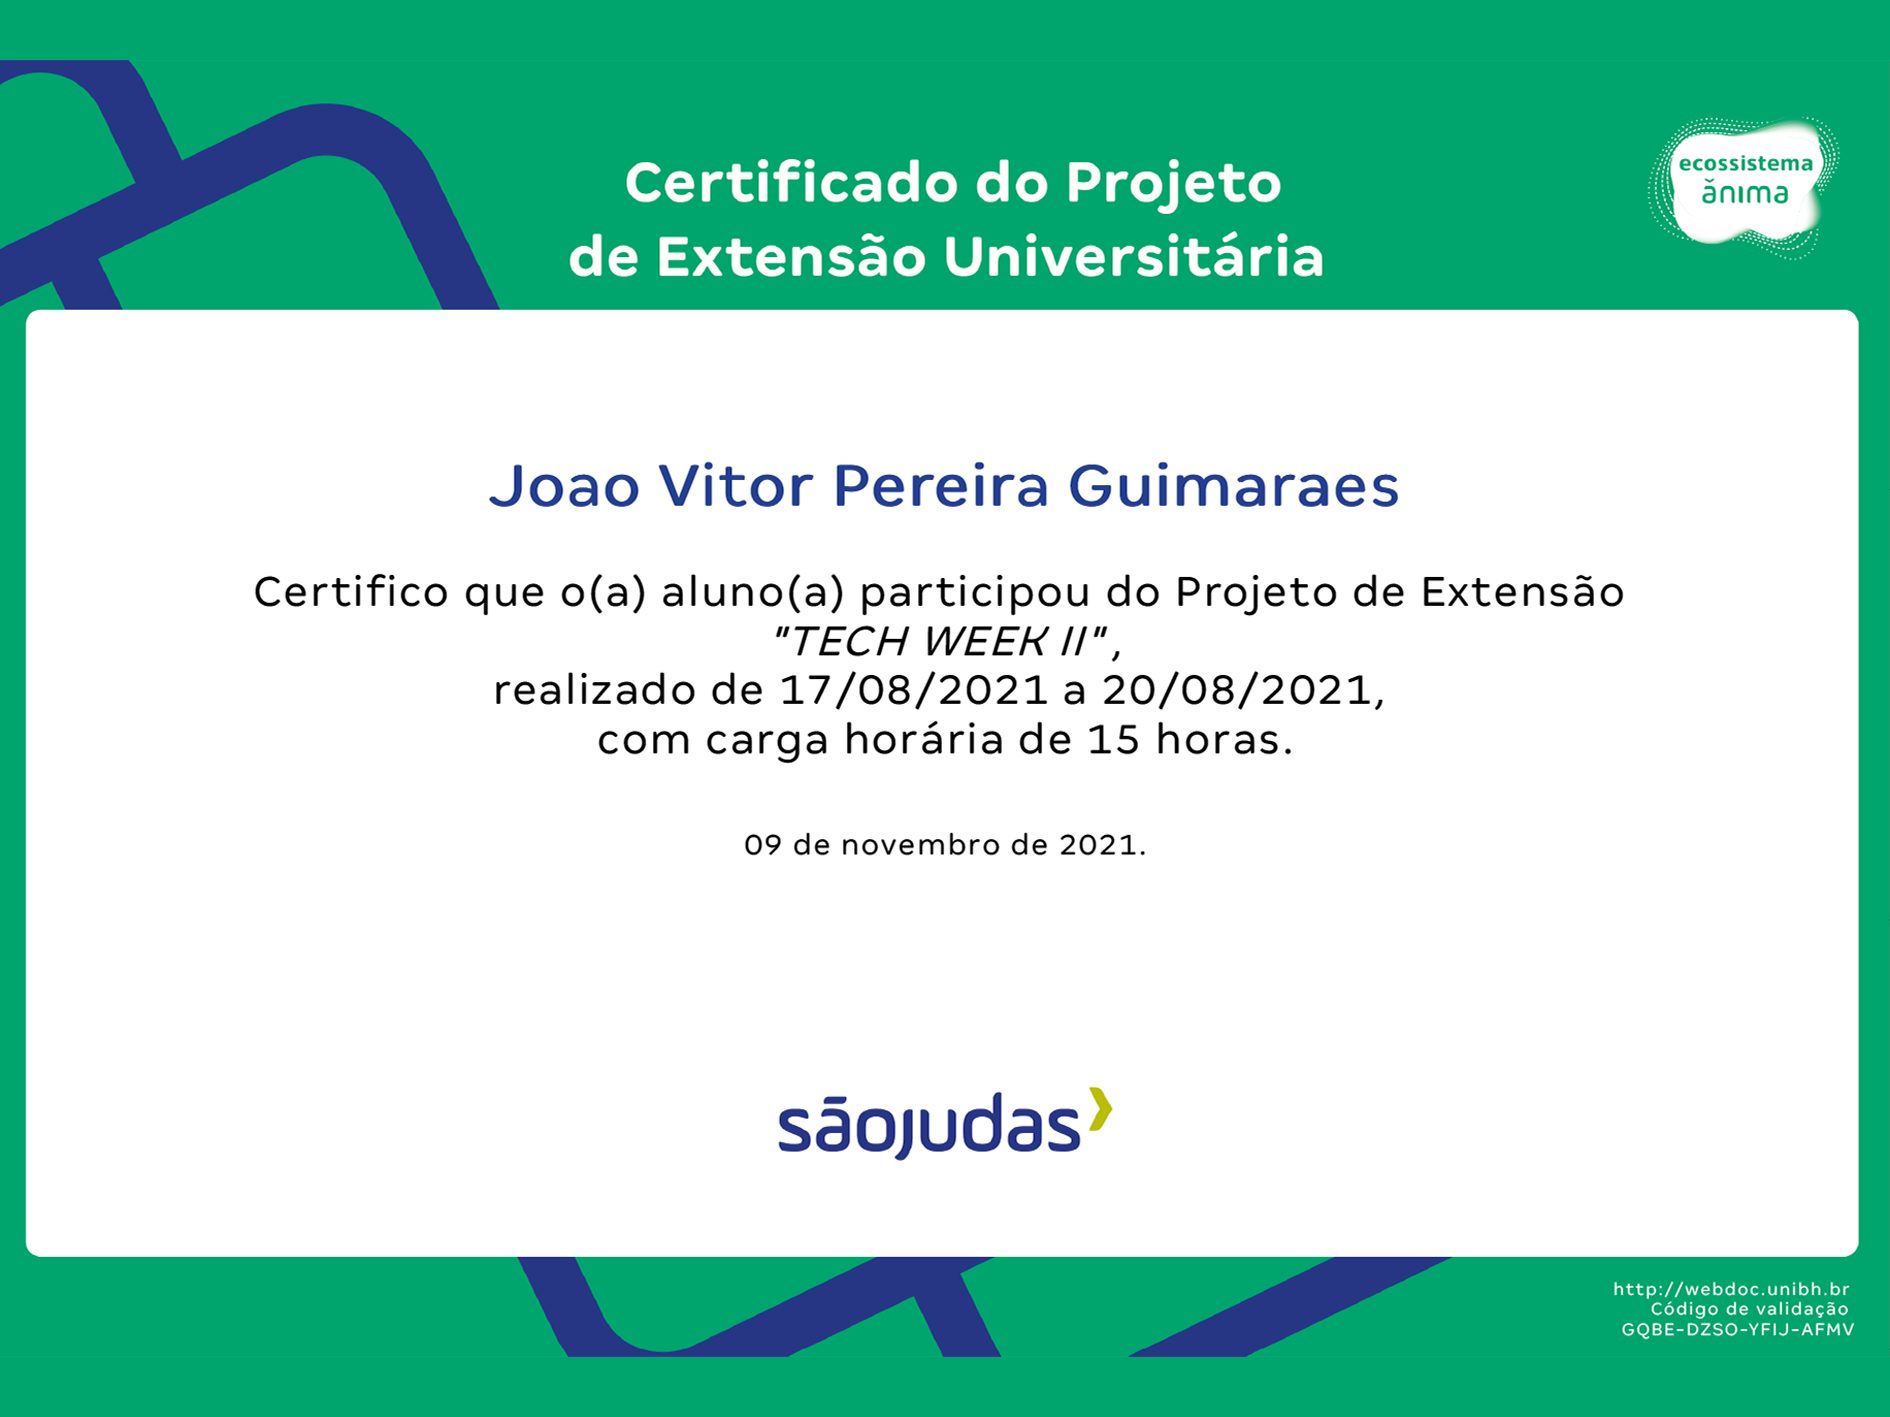 Certificado do Projeto
de Extensão Universitária
ecossistema
ănıma
Joao Vitor Pereira Guimaraes
Certifico que o(a) aluno(a) participou do Projeto de Extensão
"TECH WEEK II",
realizado de 17/08/2021 a 20/08/2021,
com carga horária de 15 horas.
09 de novembro de 2021.
sãojudas
http://webdoc.unibh.br
Código de validação
GQBE-DZSO-YFIJ-AFMV